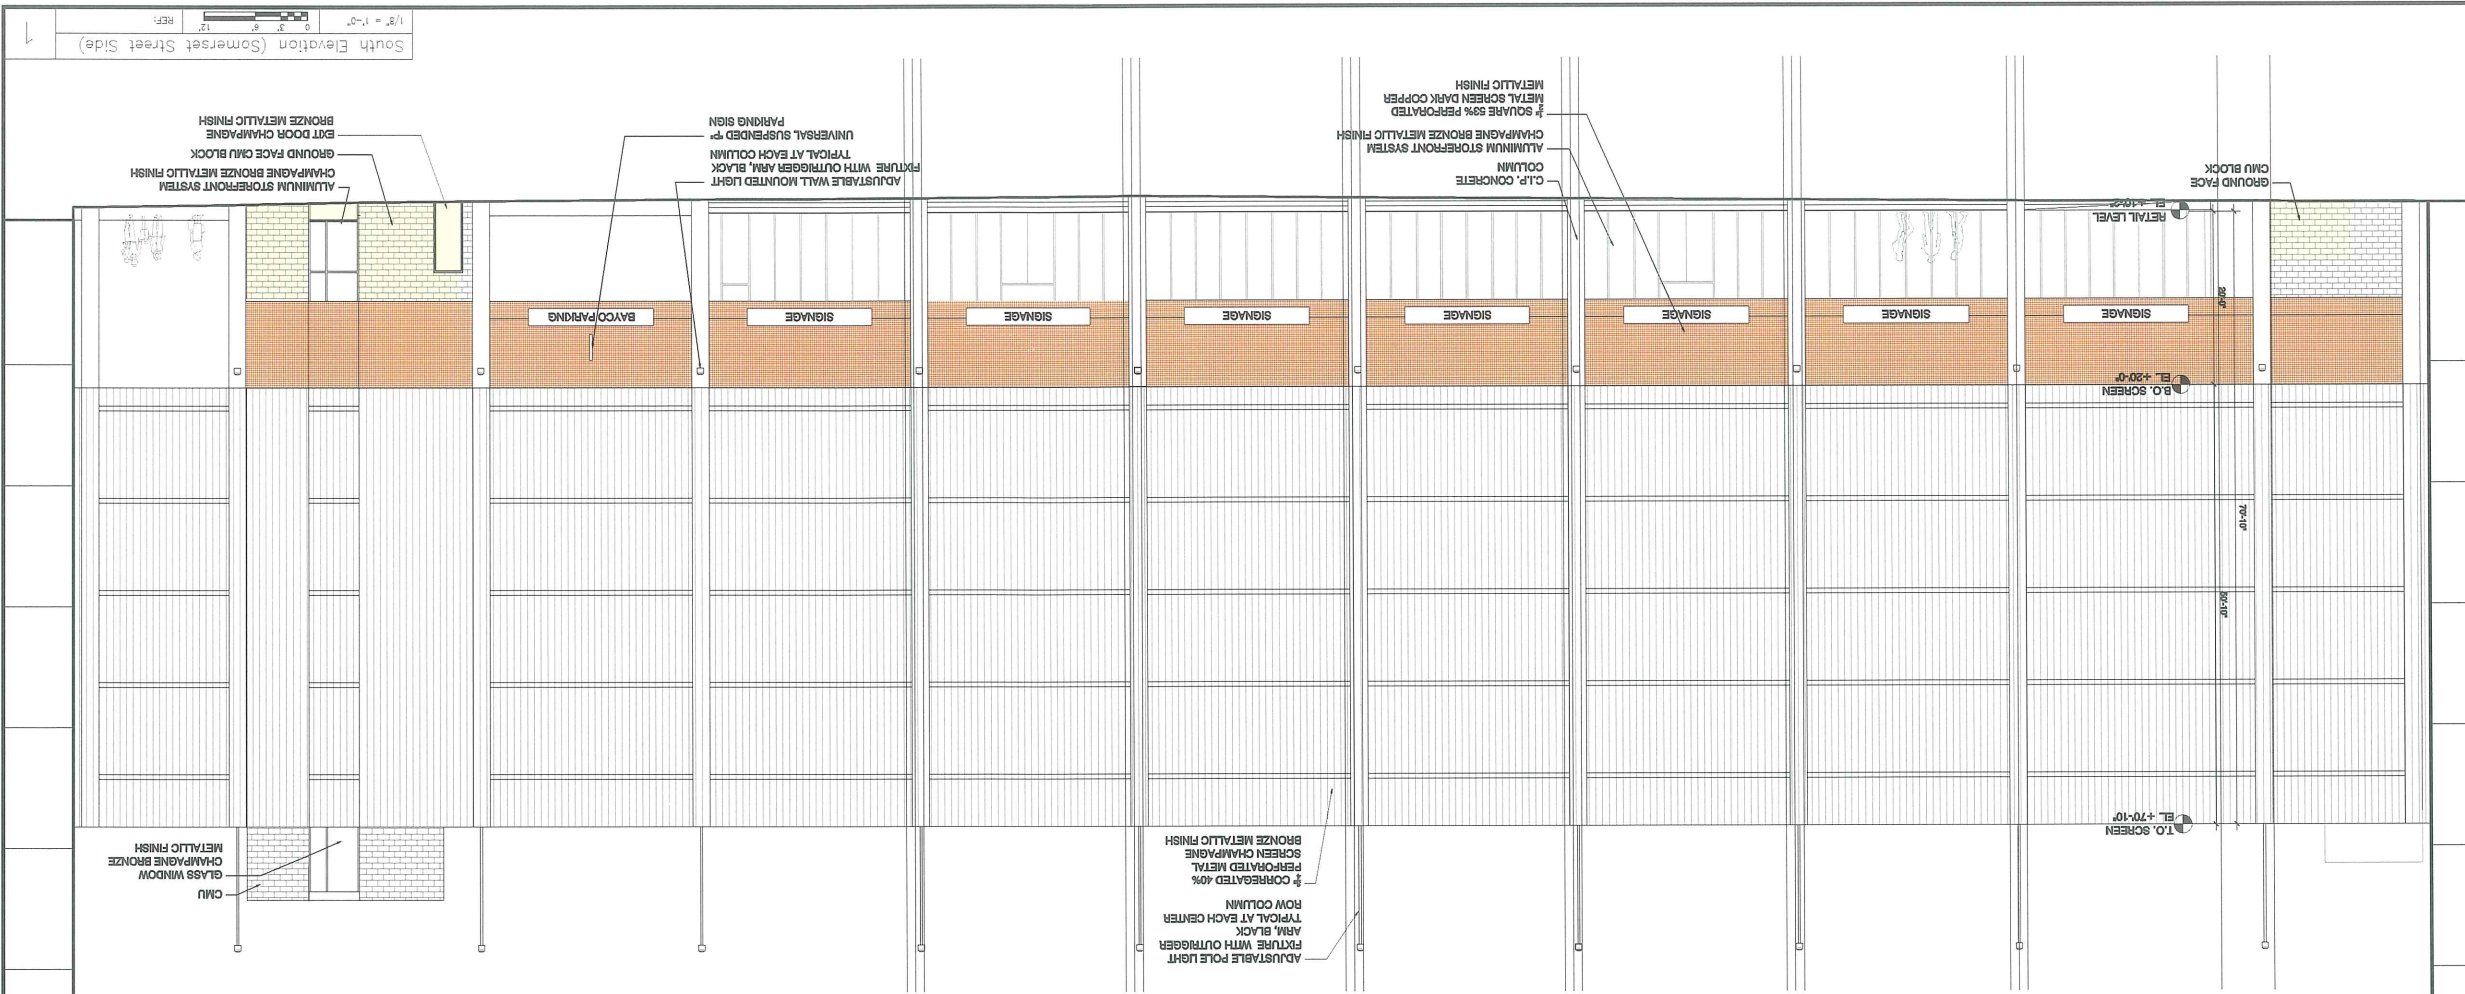 ADJUSTABLE POLE LIGHT
FIXTURE WITH OUTRIGGER
ARM, BLACK
TYPICAL AT EACH CENTER
ROW COLUMN
¾" CORREGATED 40%
PERFORATED METAL
SCREEN CHAMPAGNE
BRONZE METALLIC FINISH
CMU
GLASS WINDOW
CHAMPAGNE BRONZE
METALLIC FINISH
T.O. SCREEN
EL. +70'-10"
50'-10"
70'-10"
B.O. SCREEN
EL. +20'-0"
20'-0"
SIGNAGE
SIGNAGE
SIGNAGE
SIGNAGE
SIGNAGE
SIGNAGE
SIGNAGE
BAYCO PARKING
RETAIL LEVEL
EL.
GROUND FACE
CMU BLOCK
C.I.P. CONCRETE
COLUMN
ALUMINUM STOREFRONT SYSTEM
CHAMPAGNE BRONZE METALLIC FINISH
SQUARE 53% PERFORATED
METAL SCREEN DARK COPPER
METALLIC FINISH
ADJUSTABLE WALL MOUNTED LIGHT
FIXTURE WITH OUTRIGGER ARM, BLACK
TYPICAL AT EACH COLUMN
UNIVERSAL SUSPENDED "P"
PARKING SIGN
ALUMINUM STOREFRONT SYSTEM
CHAMPAGNE BRONZE METALLIC FINISH
GROUND FACE CMU BLOCK
EXIT DOOR CHAMPAGNE
BRONZE METALLIC FINISH
South Elevation (Somerset Street Side)
1/8" = 1'-0"
0 3' 6' 12'
REF:
1